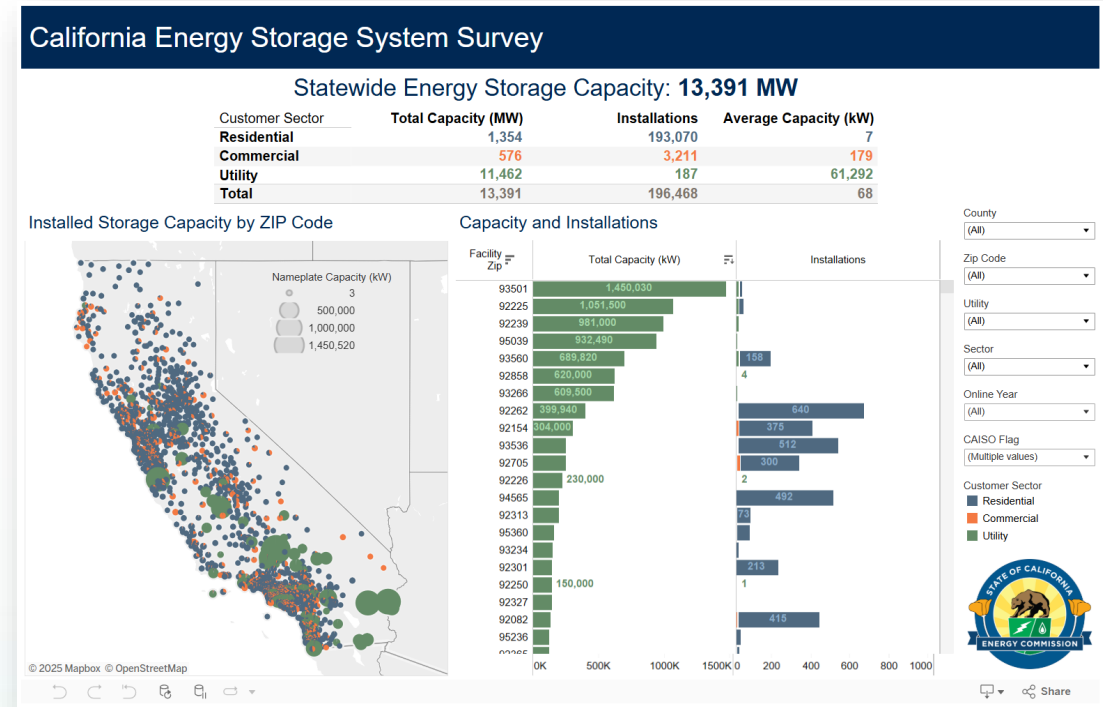 California Energy Storage System Survey
Statewide Energy Storage Capacity: 13,391 MW
Customer Sector Total Capacity (MW) Installations Average Capacity (kW)
Residential 1,354 193,070 7
Commercial 576 3,211 179
Utility 11,462 187 61,292
Total 13,391 196,468 68
Installed Storage Capacity by ZIP Code
Nameplate Capacity (kW)
3
500,000
1,000,000
1,450,520
© 2025 Mapbox © OpenStreetMap
Capacity and Installations
Facility Zip Total Capacity (kW) Installations
93501 1,450,030
92225 1,051,500
92239 981,000
95039 932,490
93560 689,820 158
92858 620,000 4
93266 609,500
92262 399,940 640
92154 304,000 375
93536 512
92705 300
92226 230,000 2
94565 492
92313 73
95360
93234
92301 213
92250 150,000 1
92327
92082 415
95236
0K 500K 1000K 1500K 0 200 400 600 800 1000
County
(All)
Zip Code
(All)
Utility
(All)
Sector
(All)
Online Year
(All)
CAISO Flag
(Multiple values)
Customer Sector
Residential
Commercial
Utility
STATE OF CALIFORNIA
ENERGY COMMISSION
Share